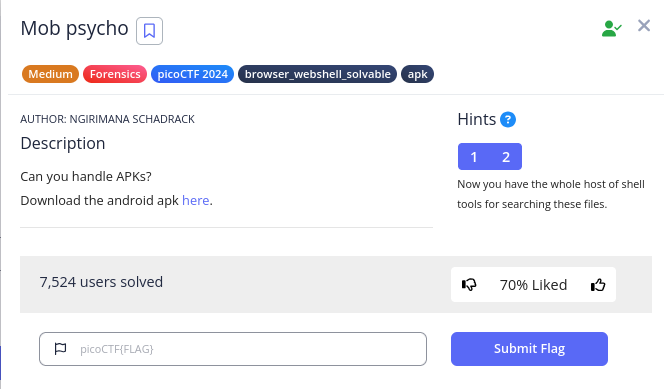 Mob psycho
Medium Forensics picoCTF 2024 browser_webshell_solvable apk
AUTHOR: NGIRIMANA SCHADRACK
Description
Can you handle APKs?
Download the android apk here.
Hints ?
1 2
Now you have the whole host of shell
tools for searching these files.
7,524 users solved
70% Liked
picoCTF{FLAG}
Submit Flag